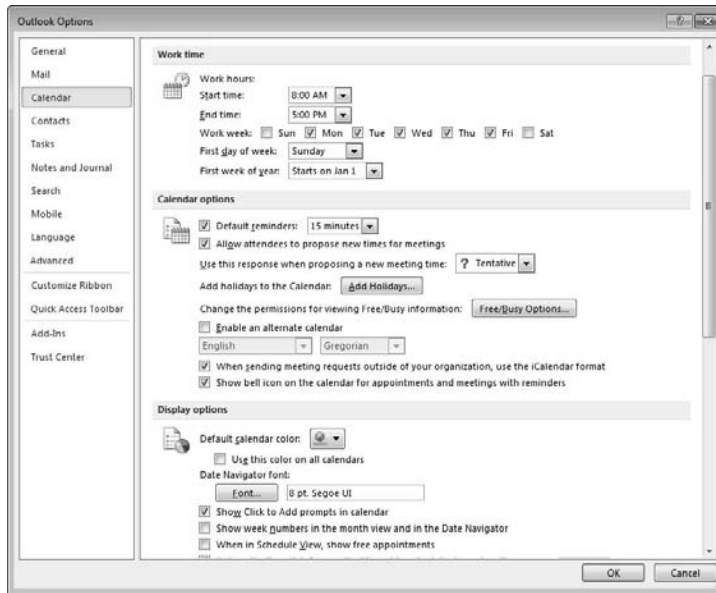 Outlook Options
General
Mail
Calendar
Contacts
Tasks
Notes and Journal
Search
Mobile
Language
Advanced
Customize Ribbon
Quick Access Toolbar
Add-Ins
Trust Center
Work time
Work hours:
Start time: 8:00 AM
End time: 5:00 PM
Work week: Sun Mon Tue Wed Thu Fri Sat
First day of week: Sunday
First week of year: Starts on Jan 1
Calendar options
Default reminders: 15 minutes
Allow attendees to propose new times for meetings
Use this response when proposing a new meeting time: ? Tentative
Add holidays to the Calendar: Add Holidays...
Change the permissions for viewing Free/Busy information: Free/Busy Options...
Enable an alternate calendar
English Gregorian
When sending meeting requests outside of your organization, use the iCalendar format
Show bell icon on the calendar for appointments and meetings with reminders
Display options
Default calendar color:
Use this color on all calendars
Date Navigator font:
Font... 8 pt. Segoe UI
Show Click to Add prompts in calendar
Show week numbers in the month view and in the Date Navigator
When in Schedule View, show free appointments
OK Cancel